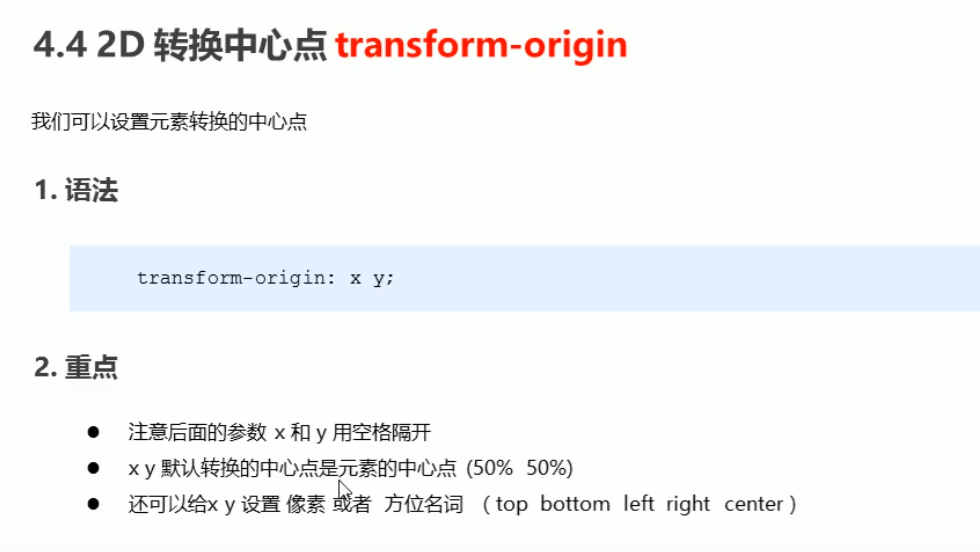 4.4 2D 转换中心点 transform-origin
我们可以设置元素转换的中心点
1. 语法
transform-origin: x y;
2. 重点
● 注意后面的参数 x 和 y 用空格隔开
● x y 默认转换的中心点是元素的中心点 (50% 50%)
● 还可以给x y 设置 像素 或者 方位名词 （ top bottom left right center ）